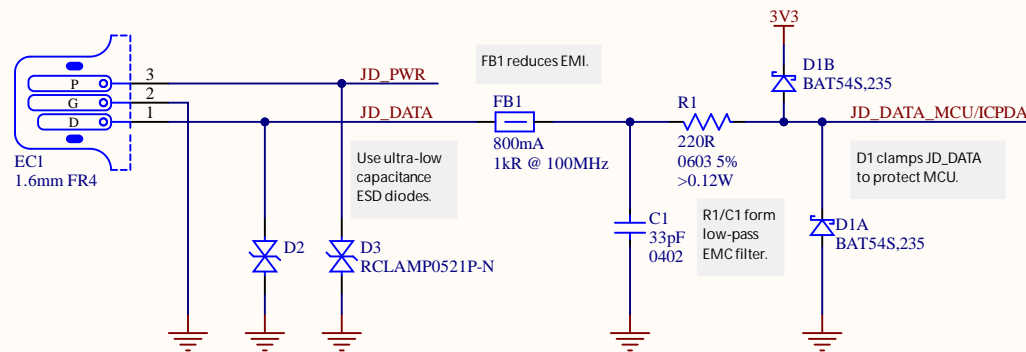 3V3
FB1 reduces EMI.
D1B
BAT54S,235
P
3
JD_PWR
G
2
D
1
JD_DATA
FB1
R1
JD_DATA_MCU/ICPDA
EC1
1.6mm FR4
800mA
1kR @ 100MHz
220R
0603 5%
>0.12W
Use ultra-low
capacitance
ESD diodes.
D1 clamps JD_DATA
to protect MCU.
C1
33pF
0402
R1/C1 form
low-pass
EMC filter.
D1A
BAT54S,235
D2
D3
RCLAMP0521P-N